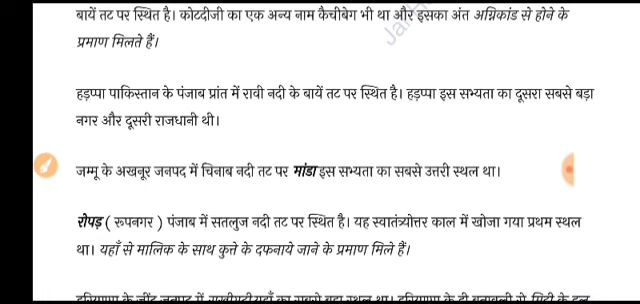 बायें तट पर स्थित है। कोटदीजी का एक अन्य नाम कैचीबेग भी था और इसका अंत अग्निकांड से होने के
प्रमाण मिलते हैं।
हड़प्पा पाकिस्तान के पंजाब प्रांत में रावी नदी के बायें तट पर स्थित है। हड़प्पा इस सभ्यता का दूसरा सबसे बड़ा
नगर और दूसरी राजधानी थी।
जम्मू के अखनूर जनपद में चिनाब नदी तट पर मांडा इस सभ्यता का सबसे उत्तरी स्थल था।
रोपड़ ( रूपनगर ) पंजाब में सतलुज नदी तट पर स्थित है। यह स्वातंत्र्योत्तर काल में खोजा गया प्रथम स्थल
था। यहाँ से मालिक के साथ कुत्ते के दफनाये जाने के प्रमाण मिले हैं।